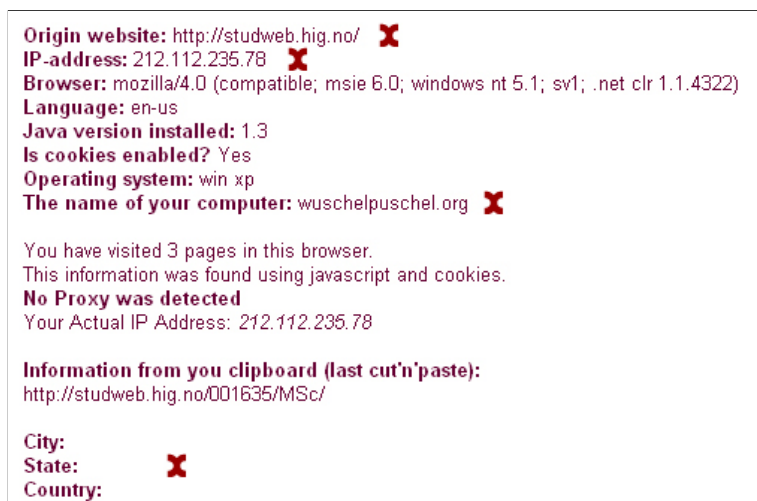 Origin website: http://studweb.hig.no/
IP-address: 212.112.235.78
Browser: mozilla/4.0 (compatible; msie 6.0; windows nt 5.1; sv1; .net clr 1.1.4322)
Language: en-us
Java version installed: 1.3
Is cookies enabled? Yes
Operating system: win xp
The name of your computer: wuschelpuschel.org
You have visited 3 pages in this browser.
This information was found using javascript and cookies.
No Proxy was detected
Your Actual IP Address: 212.112.235.78
Information from you clipboard (last cut'n'paste):
http://studweb.hig.no/001635/MSc/
City:
State:
Country: